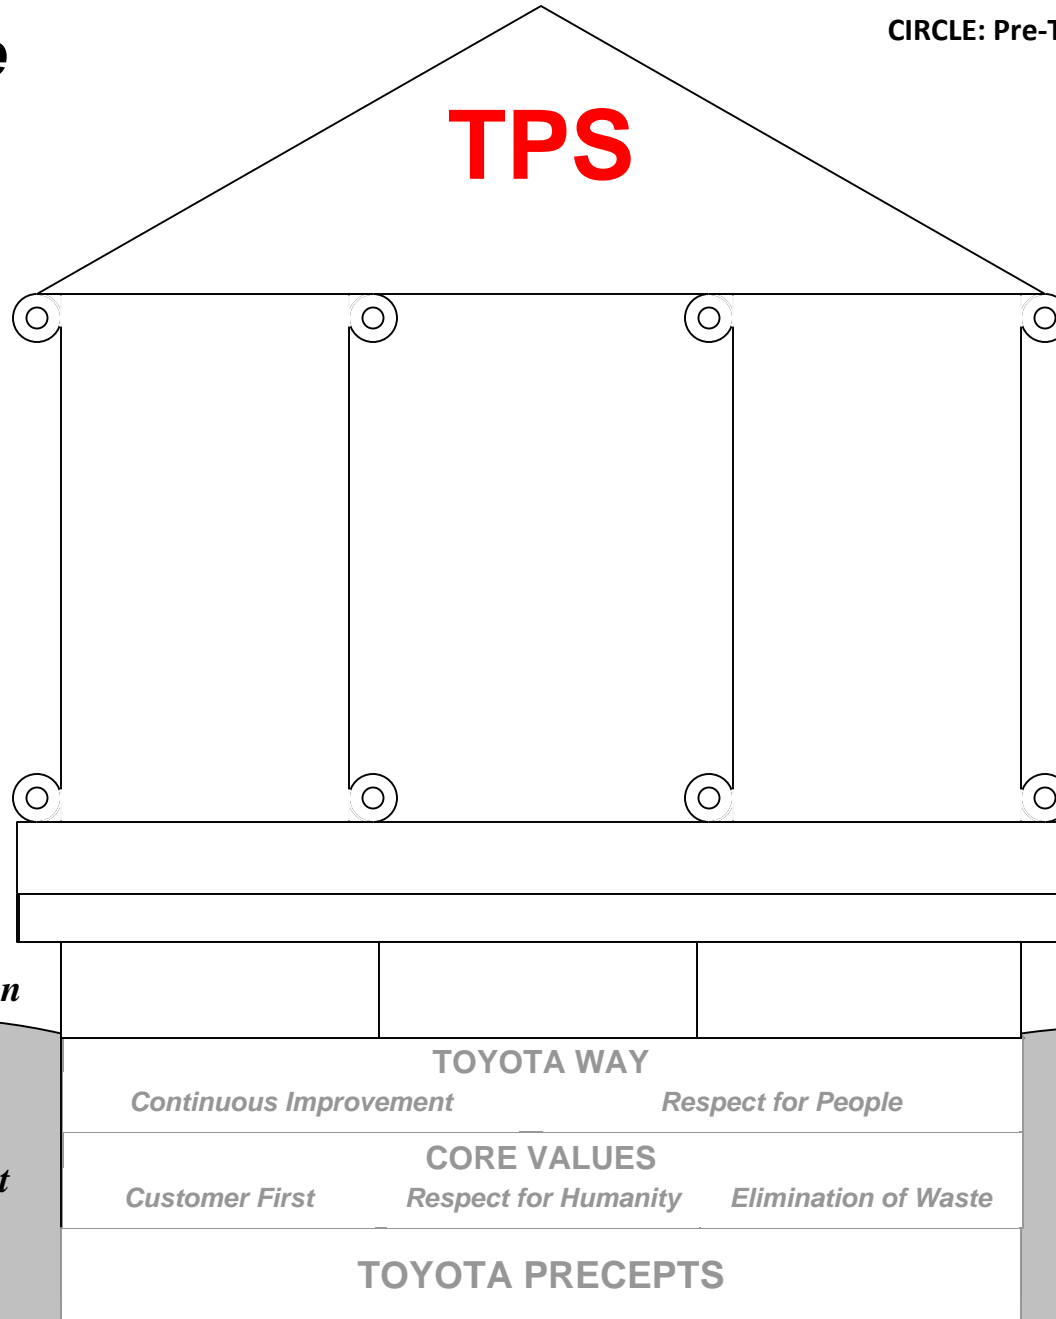 e
CIRCLE: Pre-T
TPS
n
TOYOTA WAY
Continuous Improvement Respect for People
CORE VALUES
t
Customer First Respect for Humanity Elimination of Waste
TOYOTA PRECEPTS